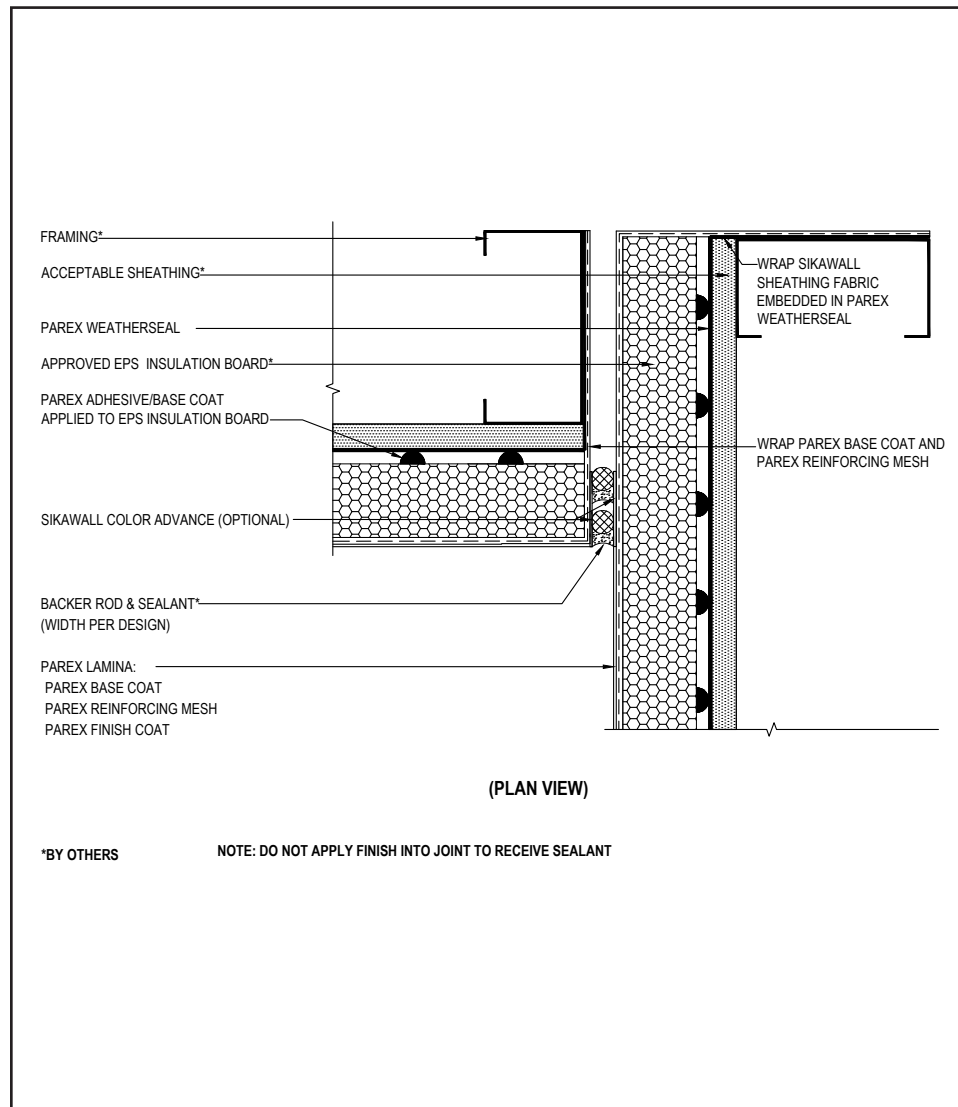 FRAMING*
ACCEPTABLE SHEATHING*
PAREX WEATHERSEAL
APPROVED EPS INSULATION BOARD*
PAREX ADHESIVE/BASE COAT
APPLIED TO EPS INSULATION BOARD
SIKAWALL COLOR ADVANCE (OPTIONAL)
BACKER ROD & SEALANT*
(WIDTH PER DESIGN)
PAREX LAMINA:
PAREX BASE COAT
PAREX REINFORCING MESH
PAREX FINISH COAT
WRAP SIKAWALL
SHEATHING FABRIC
EMBEDDED IN PAREX
WEATHERSEAL
WRAP PAREX BASE COAT AND
PAREX REINFORCING MESH
(PLAN VIEW)
*BY OTHERS
NOTE: DO NOT APPLY FINISH INTO JOINT TO RECEIVE SEALANT